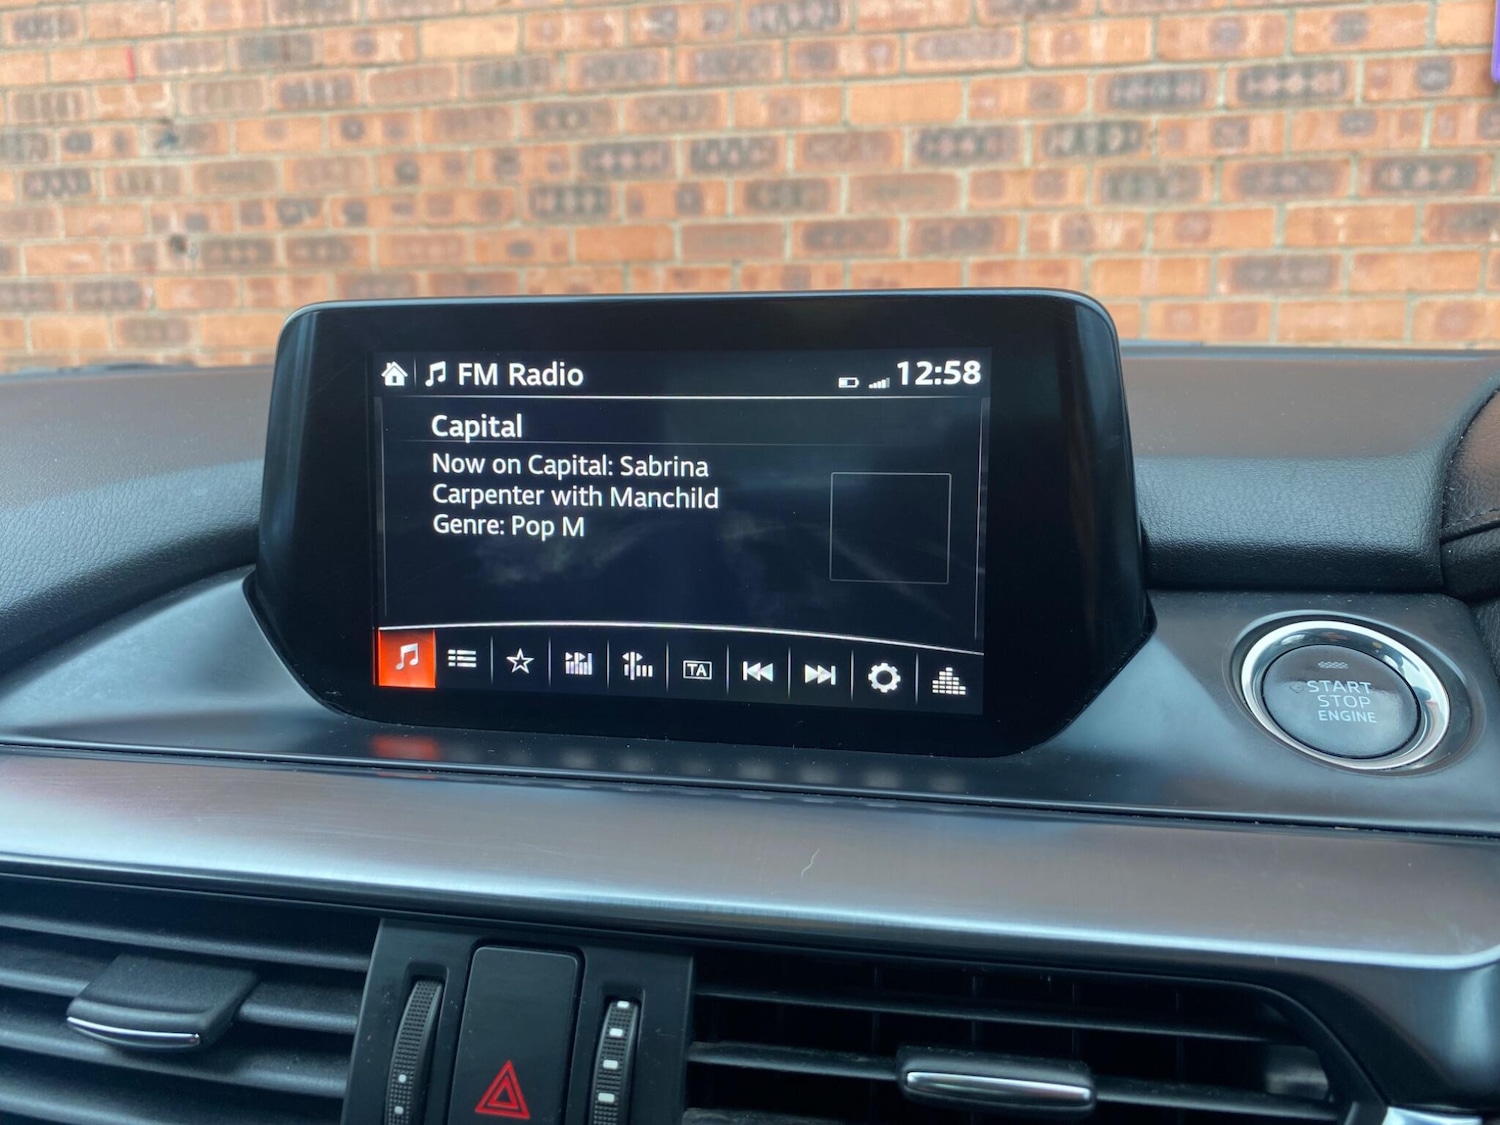 FM Radio
12:58
Capital
Now on Capital: Sabrina
Carpenter with Manchild
Genre: Pop M
TA
START
STOP
ENGINE